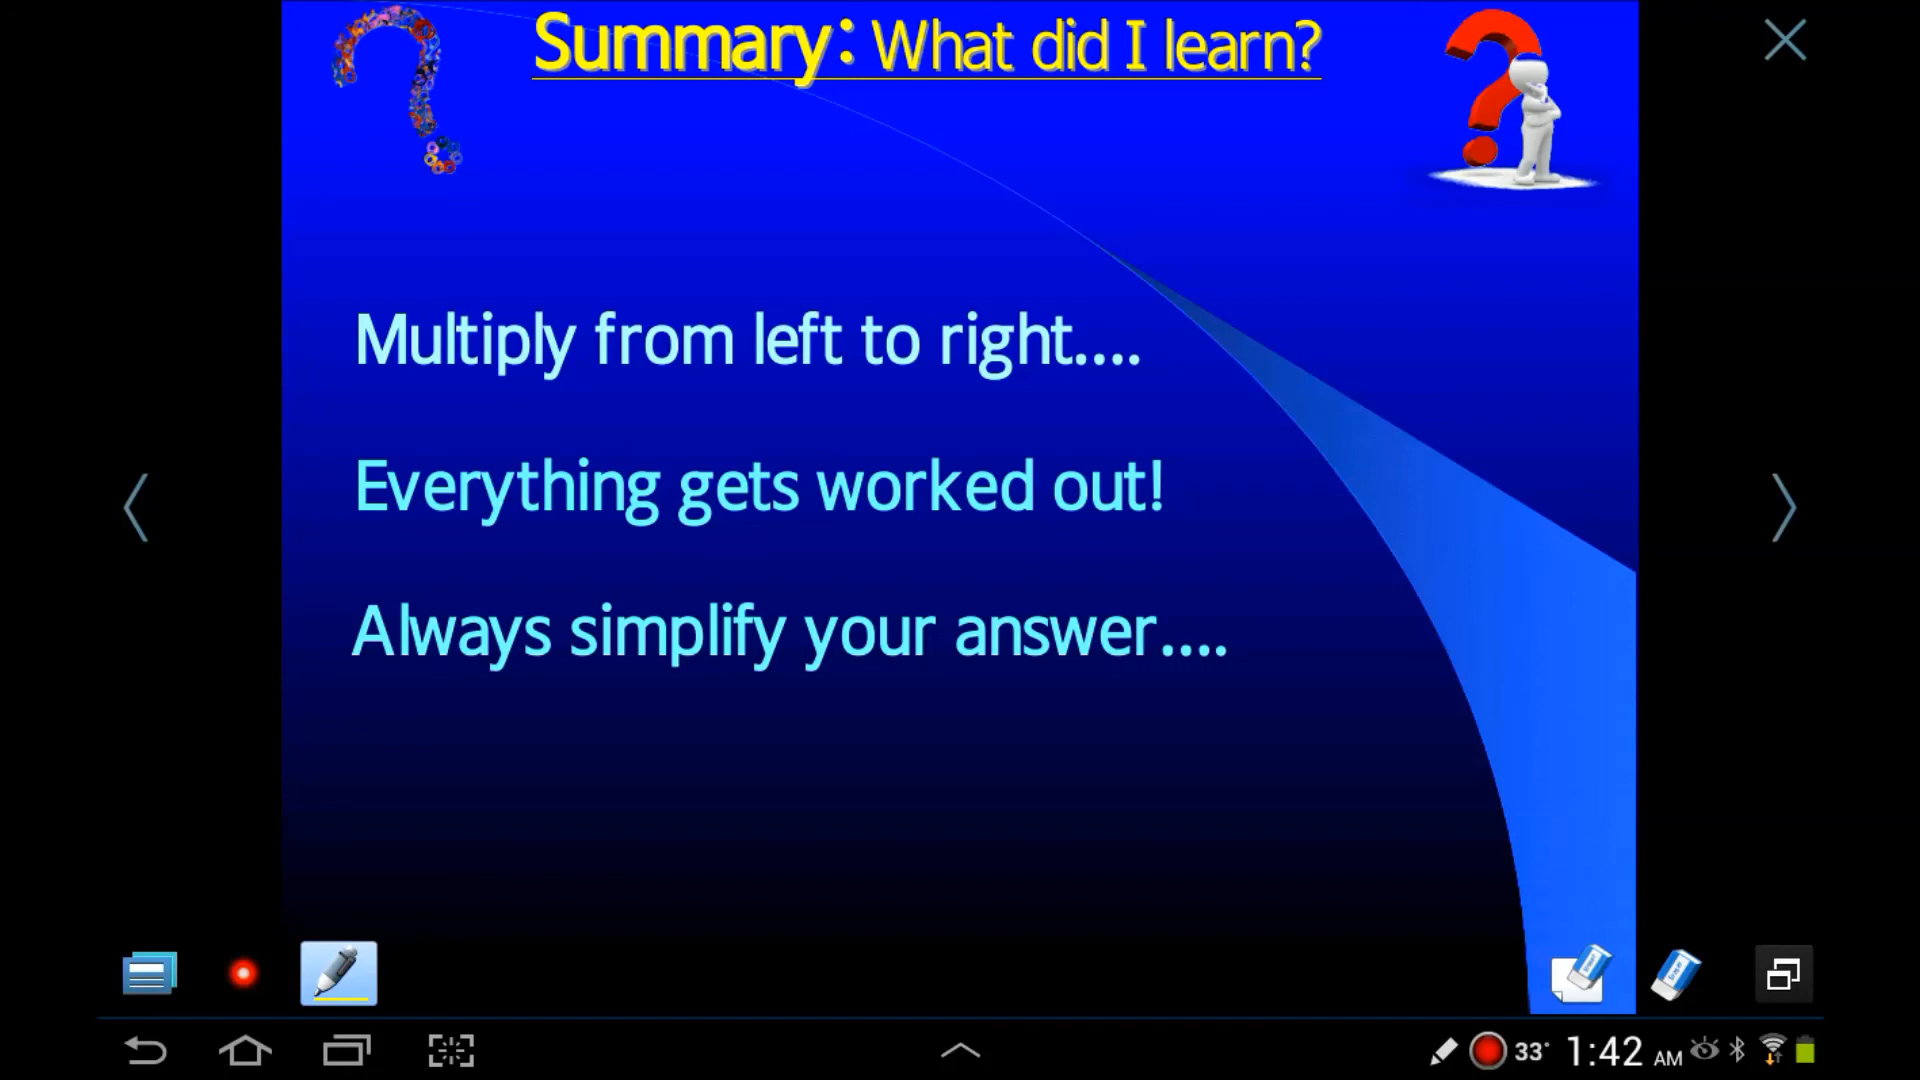 Summary: What did I learn?
Multiply from left to right....
Everything gets worked out!
Always simplify your answer....
33° 1:42 AM